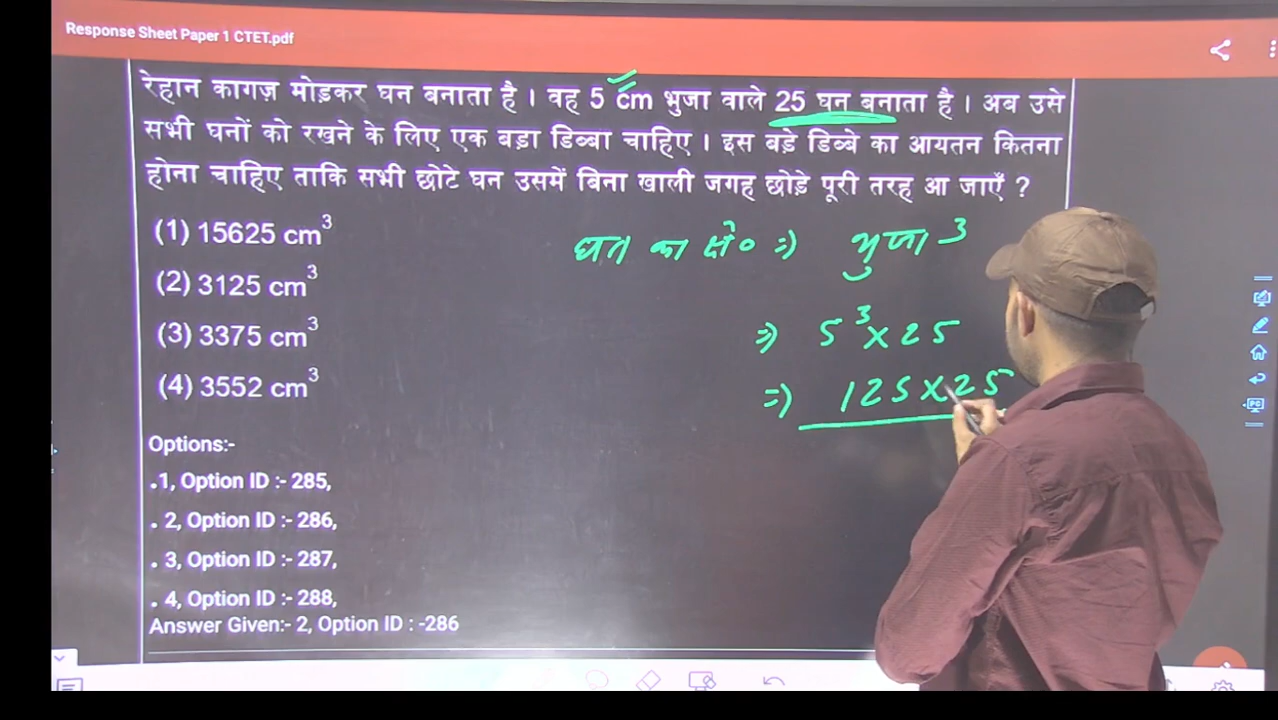 Response Sheet Paper 1 CTET.pdf
रेहान कागज़ मोड़कर घन बनाता है । वह 5 cm भुजा वाले 25 घन बनाता है । अब उसे
सभी घनों को रखने के लिए एक बड़ा डिब्बा चाहिए । इस बड़े डिब्बे का आयतन कितना
होना चाहिए ताकि सभी छोटे घन उसमें बिना खाली जगह छोड़े पूरी तरह आ जाएँ ?
(1) 15625 cm³
(2) 3125 cm³
(3) 3375 cm³
(4) 3552 cm³
घन का क्षे० => भुजा ³
=> 5³ x 25
=> 125 x 25
Options:-
.1, Option ID :- 285,
. 2, Option ID :- 286,
. 3, Option ID :- 287,
. 4, Option ID :- 288,
Answer Given:- 2, Option ID : -286